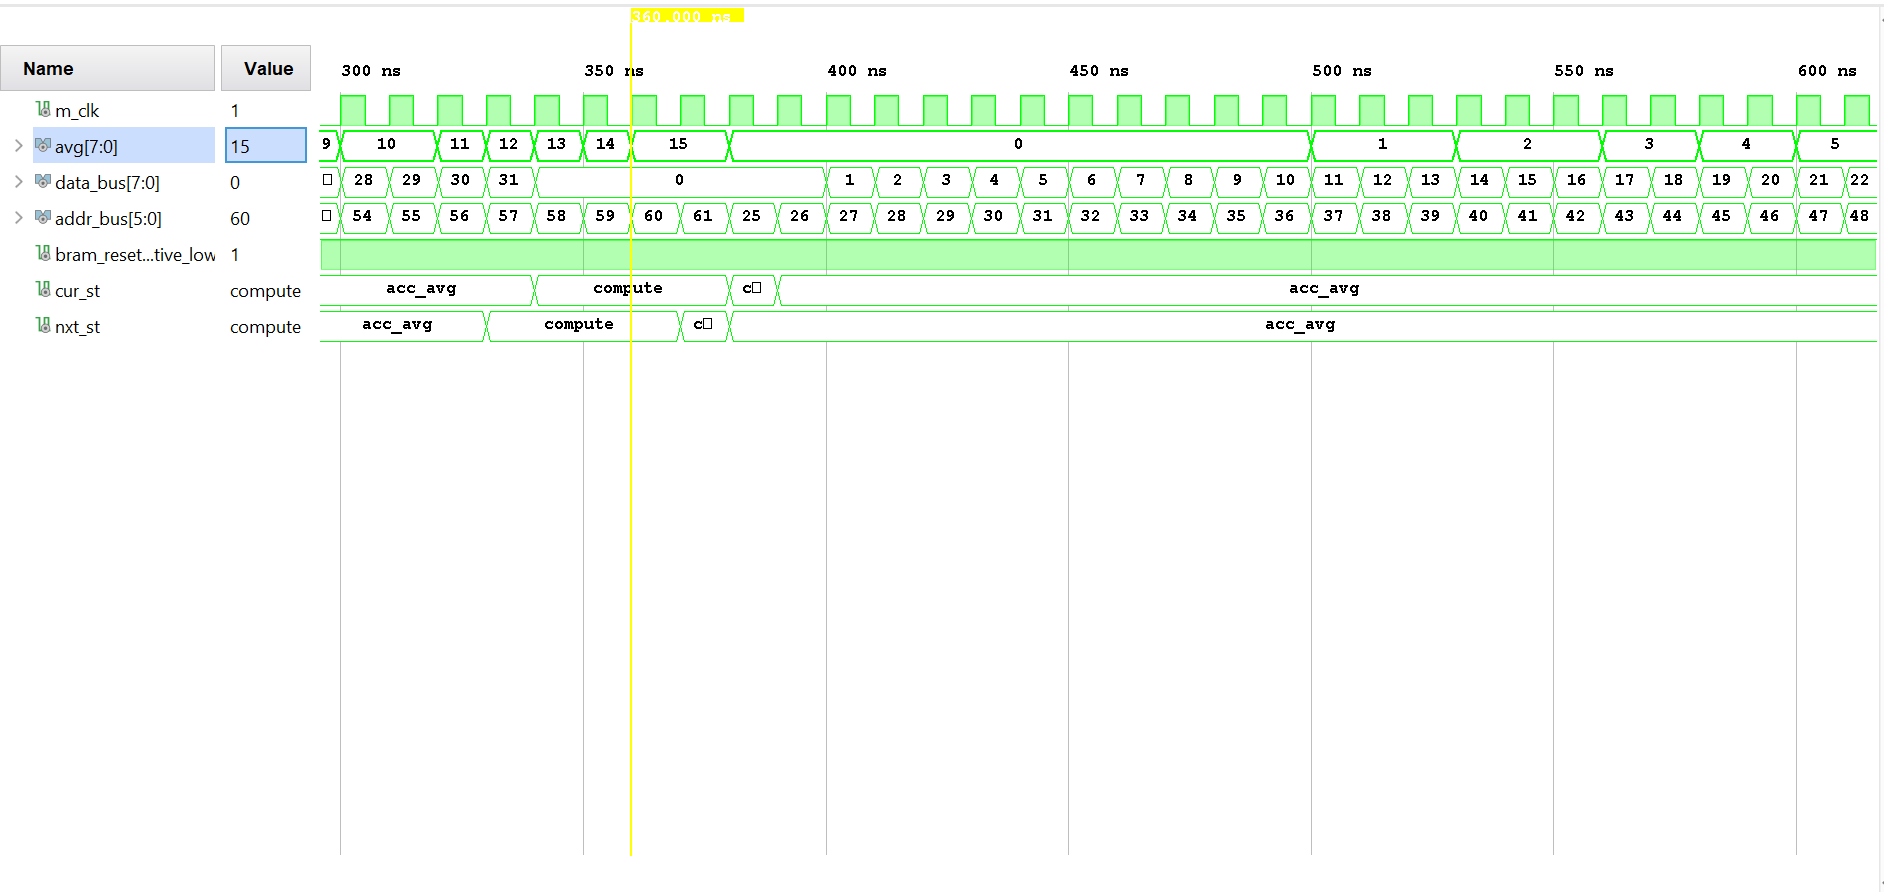 360.000 ns
Name Value 300 ns 350 ns 400 ns 450 ns 500 ns 550 ns 600 ns
m_clk 1
avg[7:0] 15 9 10 11 12 13 14 15 0 1 2 3 4 5
data_bus[7:0] 0 28 29 30 31 0 1 2 3 4 5 6 7 8 9 10 11 12 13 14 15 16 17 18 19 20 21 22
addr_bus[5:0] 60 54 55 56 57 58 59 60 61 25 26 27 28 29 30 31 32 33 34 35 36 37 38 39 40 41 42 43 44 45 46 47 48
bram_reset...tive_low 1
cur_st compute acc_avg compute c□ acc_avg
nxt_st compute acc_avg compute c□ acc_avg